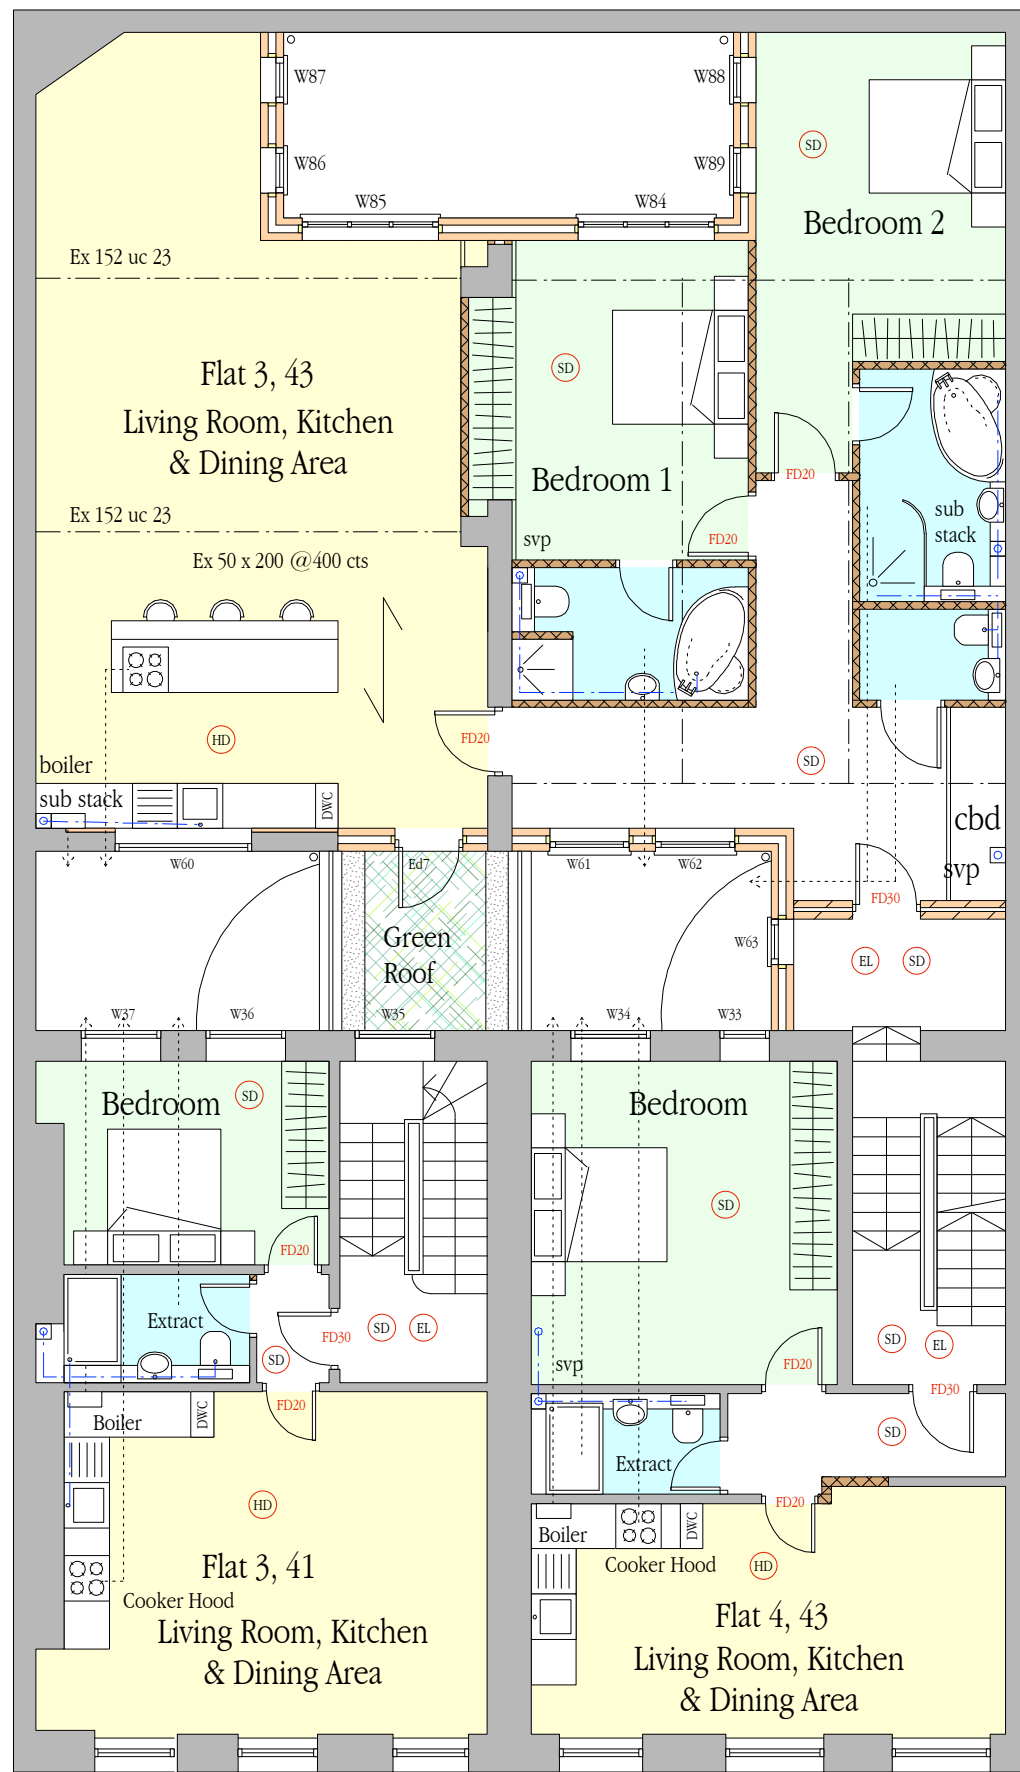 W87
W88
SD
W86
W89
W85
W84
Bedroom 2
Ex 152 uc 23
Flat 3, 43
Living Room, Kitchen
& Dining Area
SD
Bedroom 1
FD20
sub
stack
Ex 152 uc 23
svp
FD20
Ex 50 x 200 @400 cts
HD
FD20
SD
boiler
sub stack
DWC
cbd
svp
W60
Ed7
W61
W62
FD30
Green
Roof
W63
EL
SD
W37
W36
W35
W34
W33
Bedroom
SD
Bedroom
SD
FD20
Extract
FD30
SD
EL
SD
EL
SD
svp
FD20
FD20
FD30
Boiler
DWC
SD
Extract
HD
FD20
Boiler
DWC
Cooker Hood
HD
Flat 3, 41
Cooker Hood
Living Room, Kitchen
& Dining Area
Flat 4, 43
Living Room, Kitchen
& Dining Area